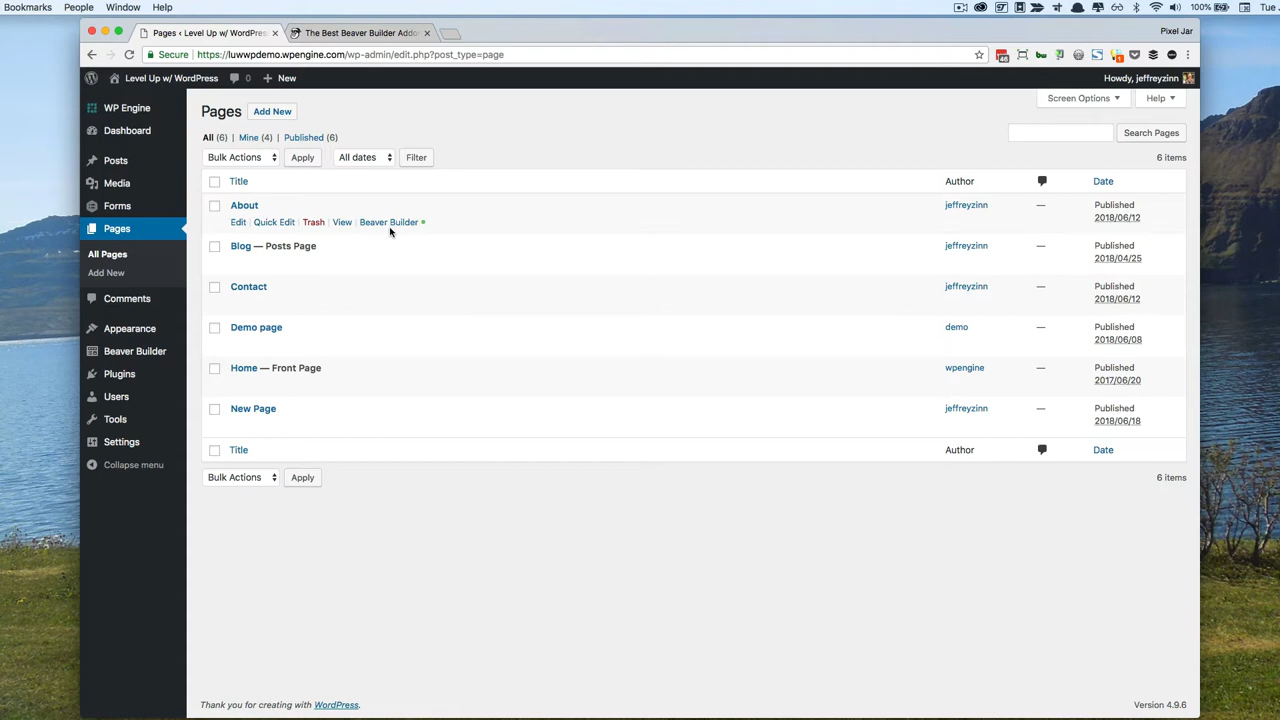 Bookmarks People Window Help 100% Tue
Pages ‹ Level Up w/ WordPress The Best Beaver Builder Addo
Pixel Jar
Secure https://luwwpdemo.wpengine.com/wp-admin/edit.php?post_type=page
Level Up w/ WordPress 0 New Howdy, jeffreyzinn
WP Engine
Dashboard
Posts
Media
Forms
Pages
All Pages
Add New
Comments
Appearance
Beaver Builder
Plugins
Users
Tools
Settings
Collapse menu
Screen Options Help
Pages Add New
All (6) | Mine (4) | Published (6)
Search Pages
Bulk Actions Apply All dates Filter 6 items
Title Author Date
About jeffreyzinn Published
2018/06/12
Edit | Quick Edit | Trash | View | Beaver Builder
Blog — Posts Page jeffreyzinn — Published
2018/04/25
Contact jeffreyzinn — Published
2018/06/12
Demo page demo — Published
2018/06/08
Home — Front Page wpengine — Published
2017/06/20
New Page jeffreyzinn — Published
2018/06/18
Title Author Date
Bulk Actions Apply 6 items
Thank you for creating with WordPress. Version 4.9.6